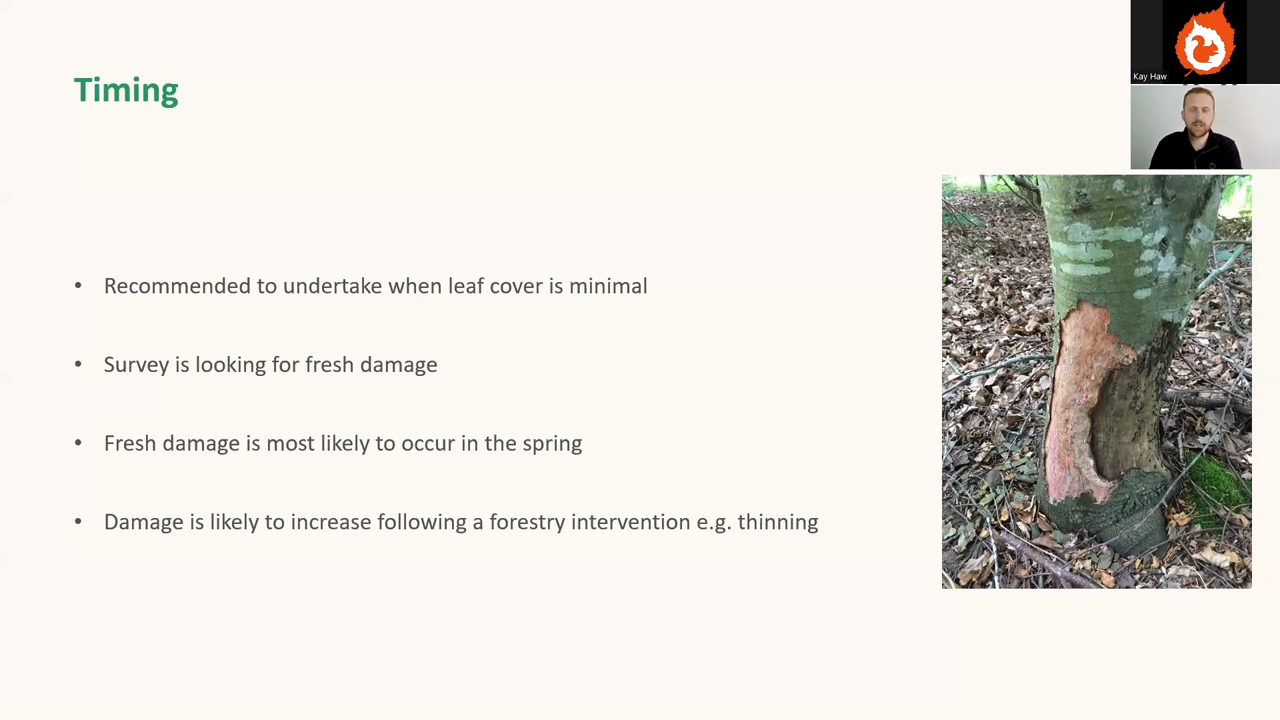 Timing
Kay Haw
• Recommended to undertake when leaf cover is minimal
• Survey is looking for fresh damage
• Fresh damage is most likely to occur in the spring
• Damage is likely to increase following a forestry intervention e.g. thinning